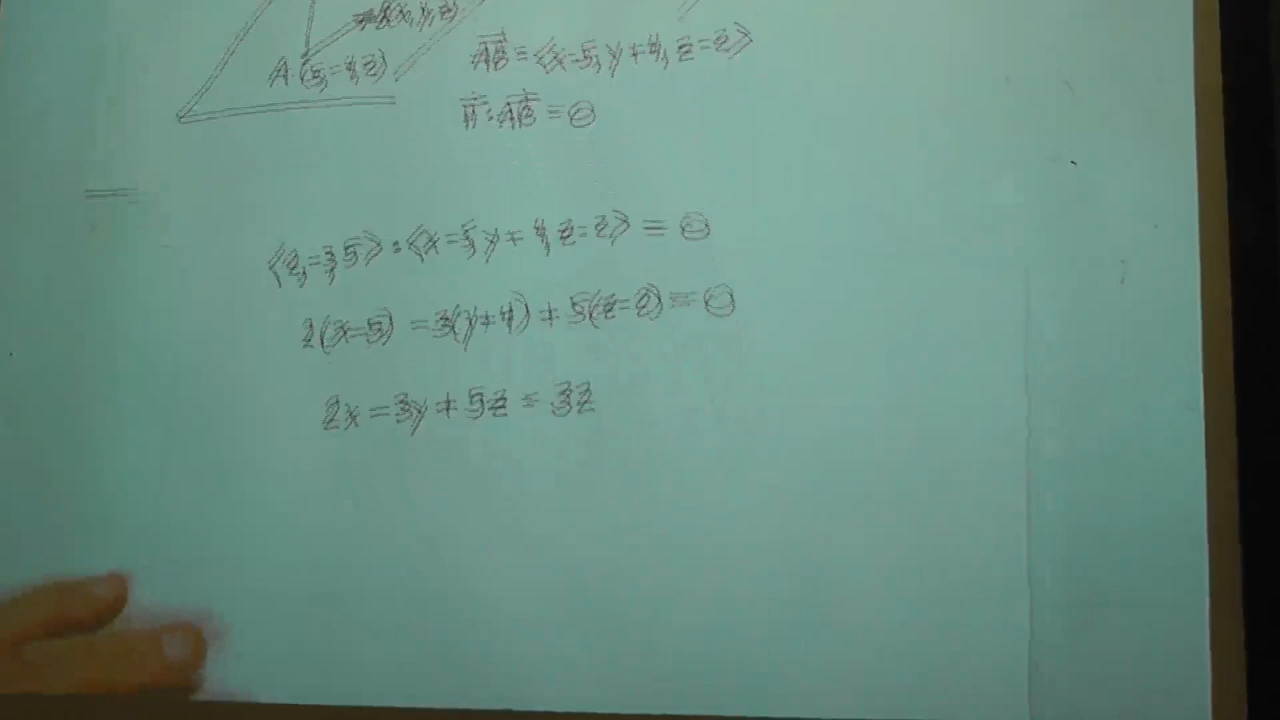 B(x, y, z)
A (5, -4, 2)
AB = ⟨x-5, y+4, z-2⟩
n · AB = 0
⟨2, -3, 5⟩ · ⟨x-5, y+4, z-2⟩ = 0
2(x-5) - 3(y+4) + 5(z-2) = 0
2x - 3y + 5z = 32